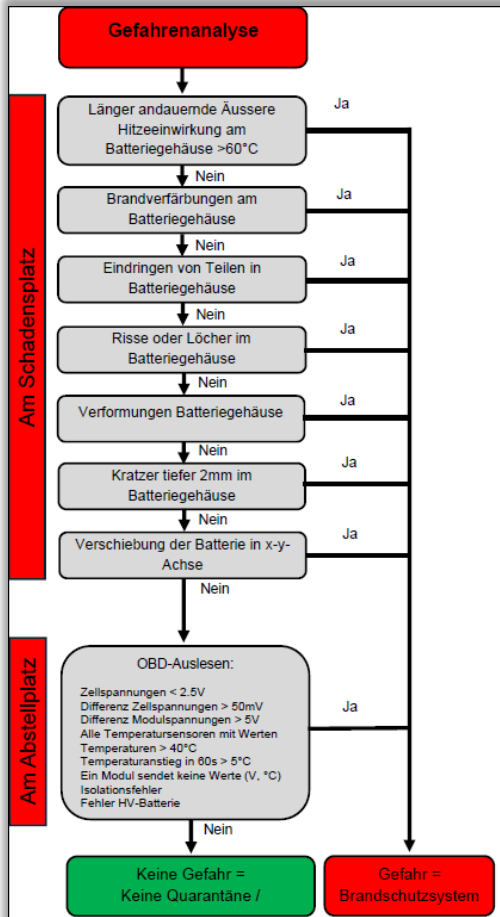 Gefahrenanalyse
Am Schadensplatz
Länger andauernde Äussere
Hitzeeinwirkung am
Batteriegehäuse >60°C
Ja
Nein
Brandverfärbungen am
Batteriegehäuse
Ja
Nein
Eindringen von Teilen in
Batteriegehäuse
Ja
Nein
Risse oder Löcher im
Batteriegehäuse
Ja
Nein
Verformungen Batteriegehäuse
Ja
Nein
Kratzer tiefer 2mm im
Batteriegehäuse
Ja
Nein
Verschiebung der Batterie in x-y-
Achse
Ja
Nein
Am Abstellplatz
OBD-Auslesen:
Zellspannungen < 2.5V
Differenz Zellspannungen > 50mV
Differenz Modulspannungen > 5V
Alle Temperatursensoren mit Werten
Temperaturen > 40°C
Temperaturanstieg in 60s > 5°C
Ein Modul sendet keine Werte (V, °C)
Isolationsfehler
Fehler HV-Batterie
Ja
Nein
Keine Gefahr =
Keine Quarantäne /
Gefahr =
Brandschutzsystem